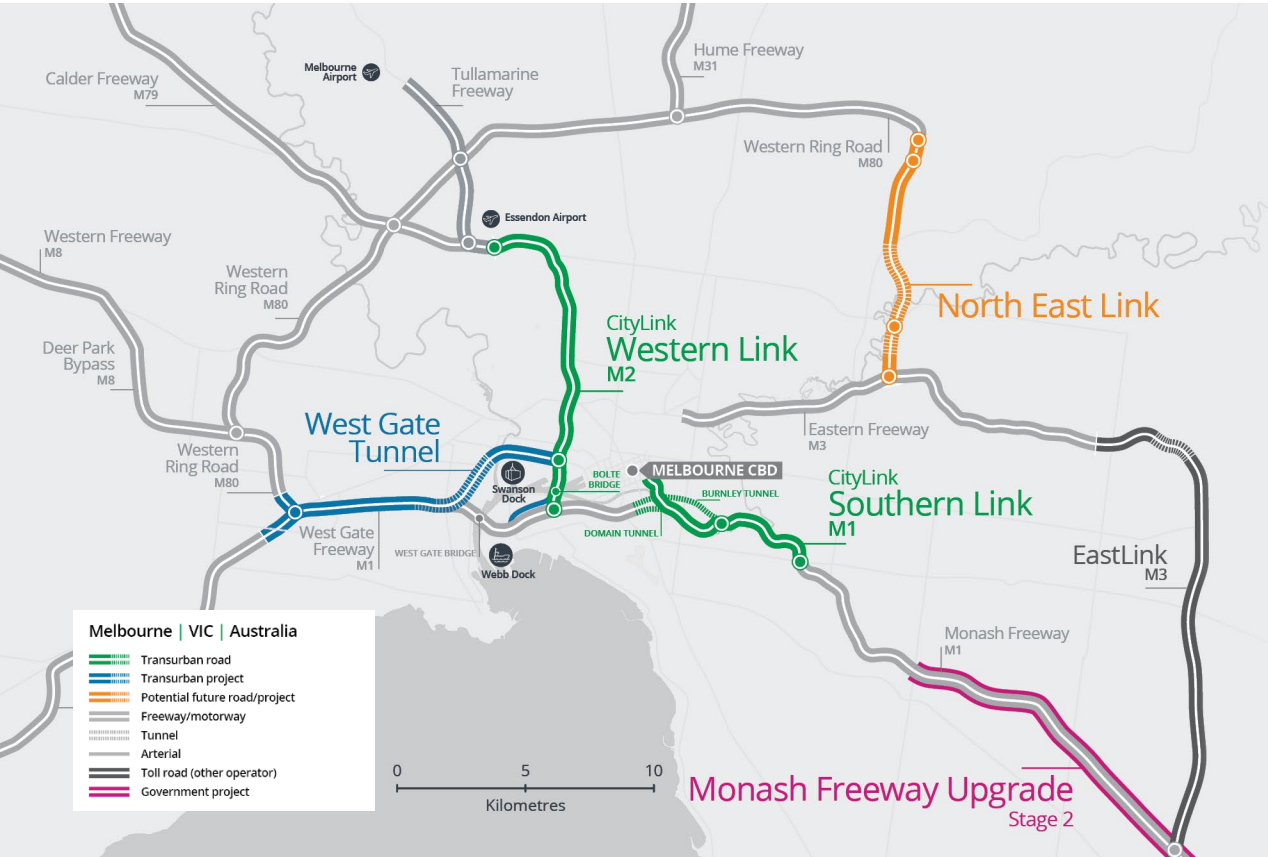 Hume Freeway
M31
Melbourne
Airport
Tullamarine
Freeway
Calder Freeway
M79
Western Ring Road
M80
Essendon Airport
Western Freeway
M8
Western
Ring Road
M80
North East Link
CityLink
Western Link
M2
Deer Park
Bypass
M8
West Gate
Tunnel
Eastern Freeway
M3
Western
Ring Road
M80
MELBOURNE CBD
BOLTE
BRIDGE
Swanson
Dock
BURNLEY TUNNEL
CityLink
Southern Link
M1
West Gate
Freeway
M1
DOMAIN TUNNEL
WEST GATE BRIDGE
Webb Dock
EastLink
M3
Monash Freeway
M1
Melbourne | VIC | Australia
Transurban road
Transurban project
Potential future road/project
Freeway/motorway
Tunnel
Arterial
Toll road (other operator)
Government project
0 5 10
Kilometres
Monash Freeway Upgrade
Stage 2